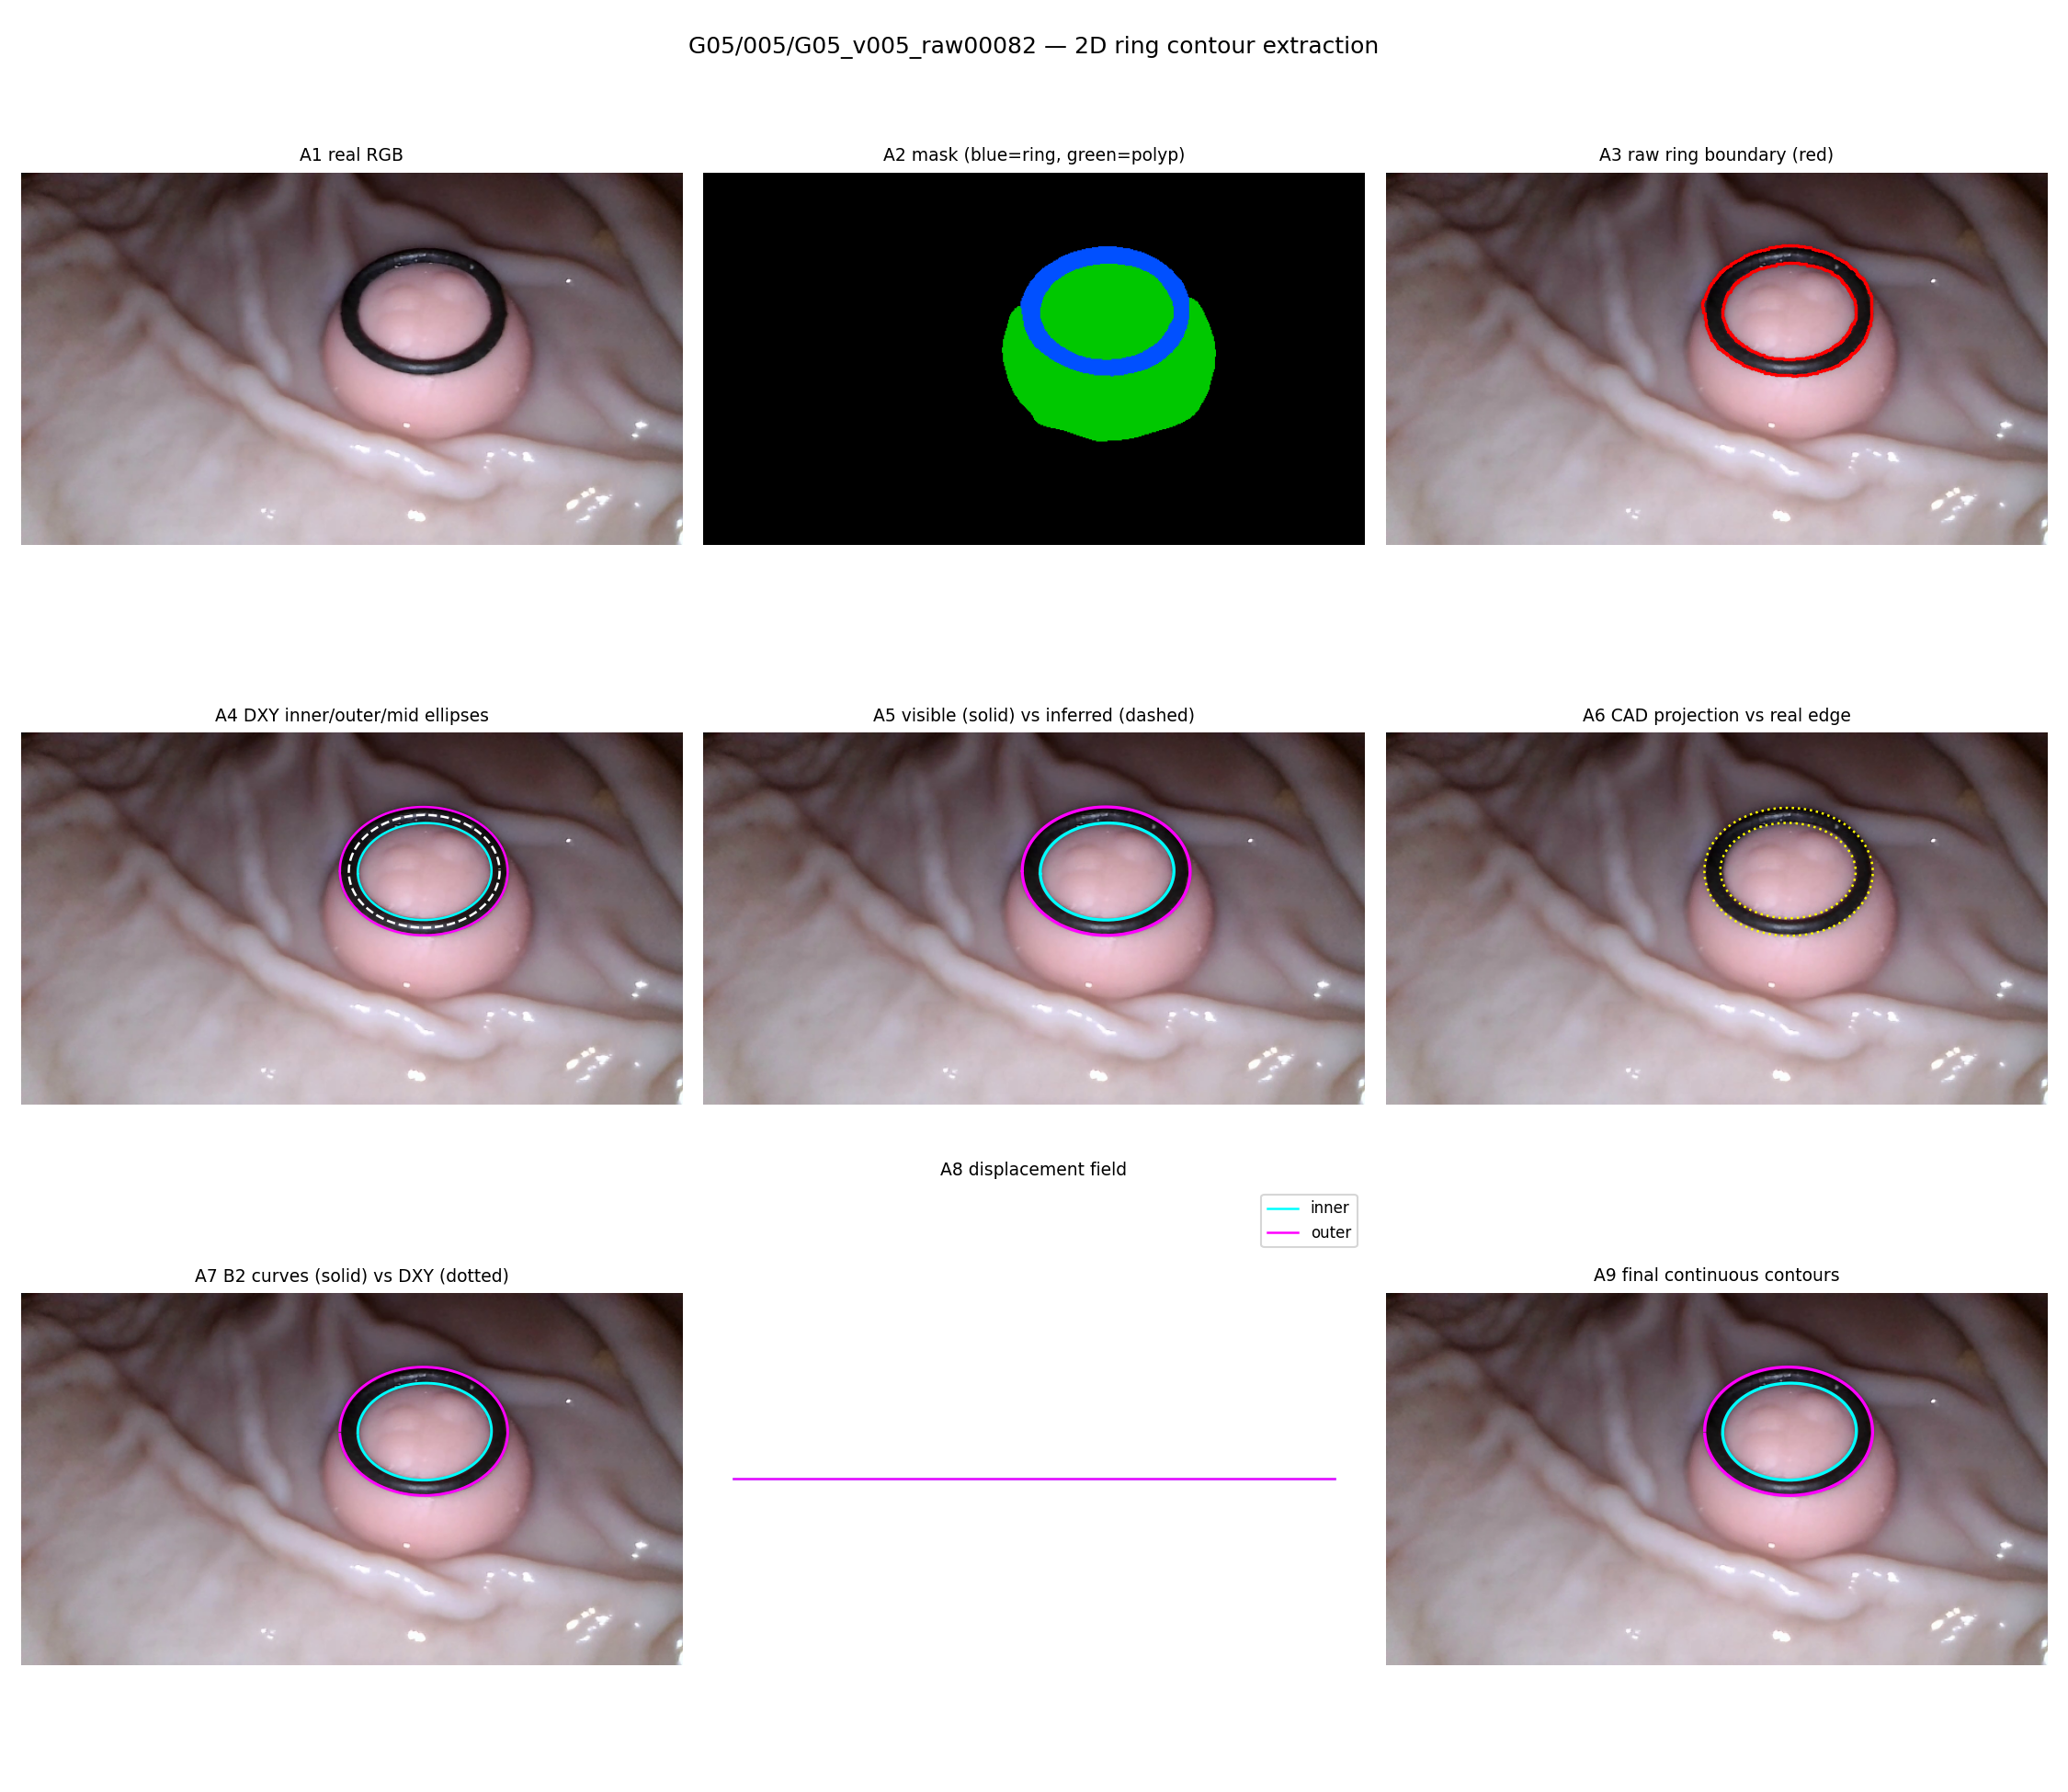 G05/005/G05_v005_raw00082 — 2D ring contour extraction
A1 real RGB
A2 mask (blue=ring, green=polyp)
A3 raw ring boundary (red)
A4 DXY inner/outer/mid ellipses
A5 visible (solid) vs inferred (dashed)
A6 CAD projection vs real edge
A7 B2 curves (solid) vs DXY (dotted)
A8 displacement field
inner
outer
A9 final continuous contours